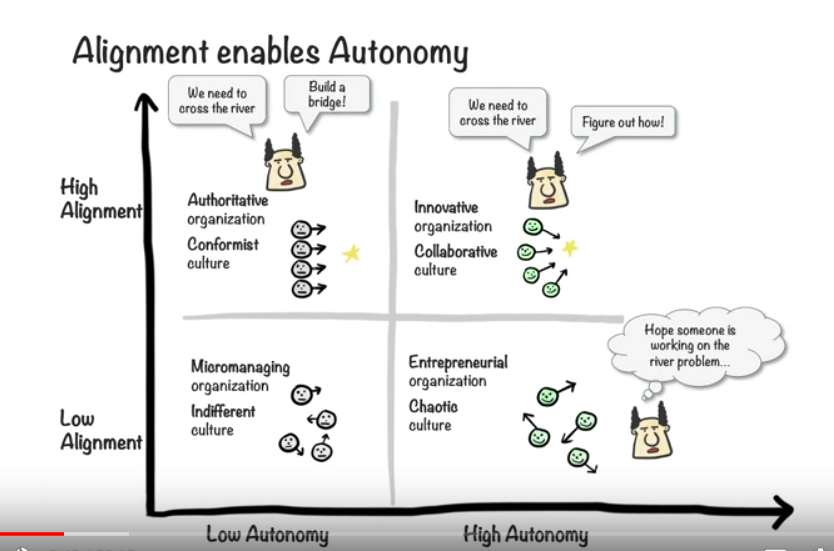 Alignment enables Autonomy
We need to
cross the river
Build a
bridge!
We need to
cross the river
Figure out how!
High
Alignment
Authoritative
organization
Conformist
culture
Innovative
organization
Collaborative
culture
Hope someone is
working on the
river problem...
Low
Alignment
Micromanaging
organization
Indifferent
culture
Entrepreneurial
organization
Chaotic
culture
Low Autonomy
High Autonomy